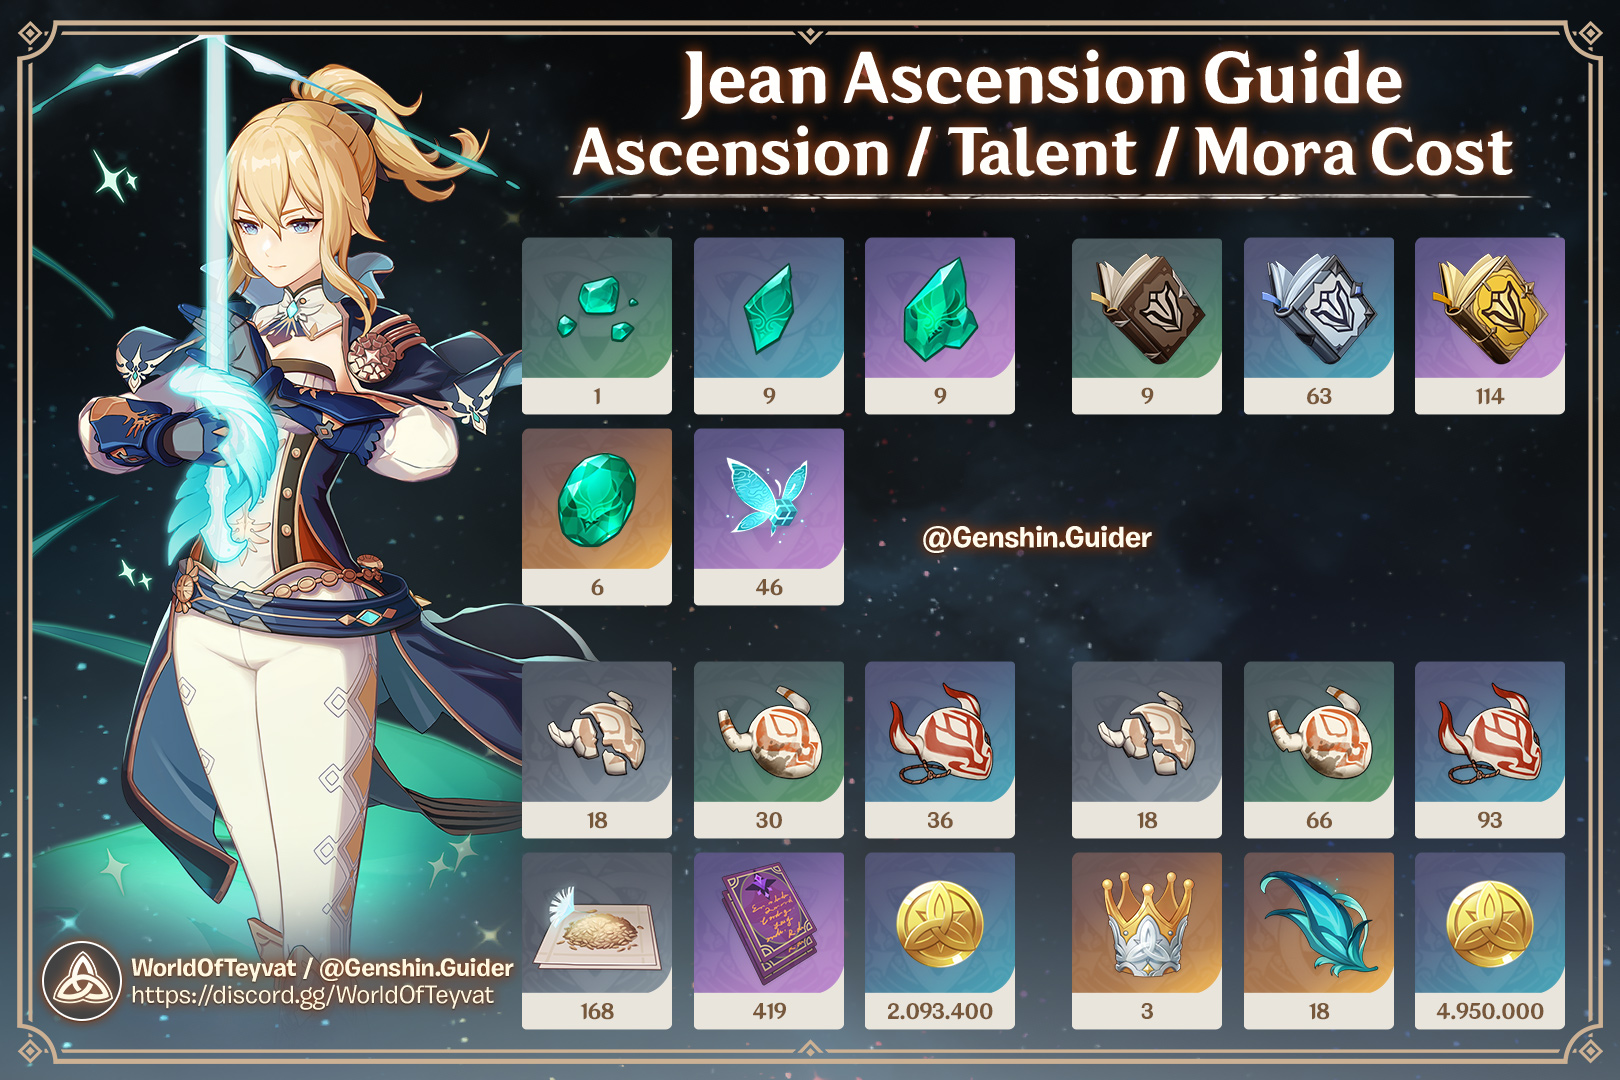 Jean Ascension Guide
Ascension / Talent / Mora Cost
1 9 9 9 63 114
6 46
@Genshin.Guider
18 30 36 18 66 93
168 419 2.093.400 3 18 4.950.000
WorldOfTeyvat / @Genshin.Guider
https://discord.gg/WorldOfTeyvat